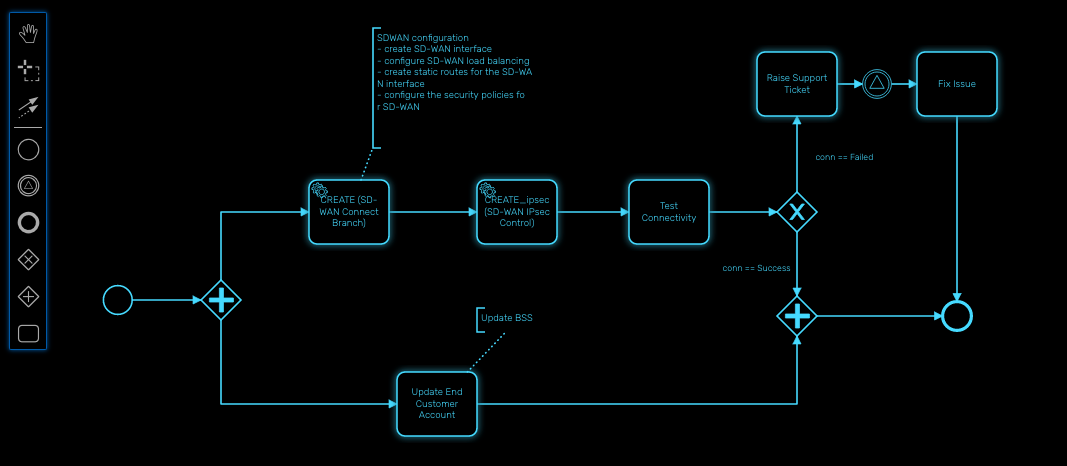 SDWAN configuration
- create SD-WAN interface
- configure SD-WAN load balancing
- create static routes for the SD-WA
N interface
- configure the security policies fo
r SD-WAN
Raise Support
Ticket
Fix Issue
conn == Failed
CREATE (SD-
WAN Connect
Branch)
CREATE_ipsec
(SD-WAN IPsec
Control)
Test
Connectivity
conn == Success
Update BSS
Update End
Customer
Account